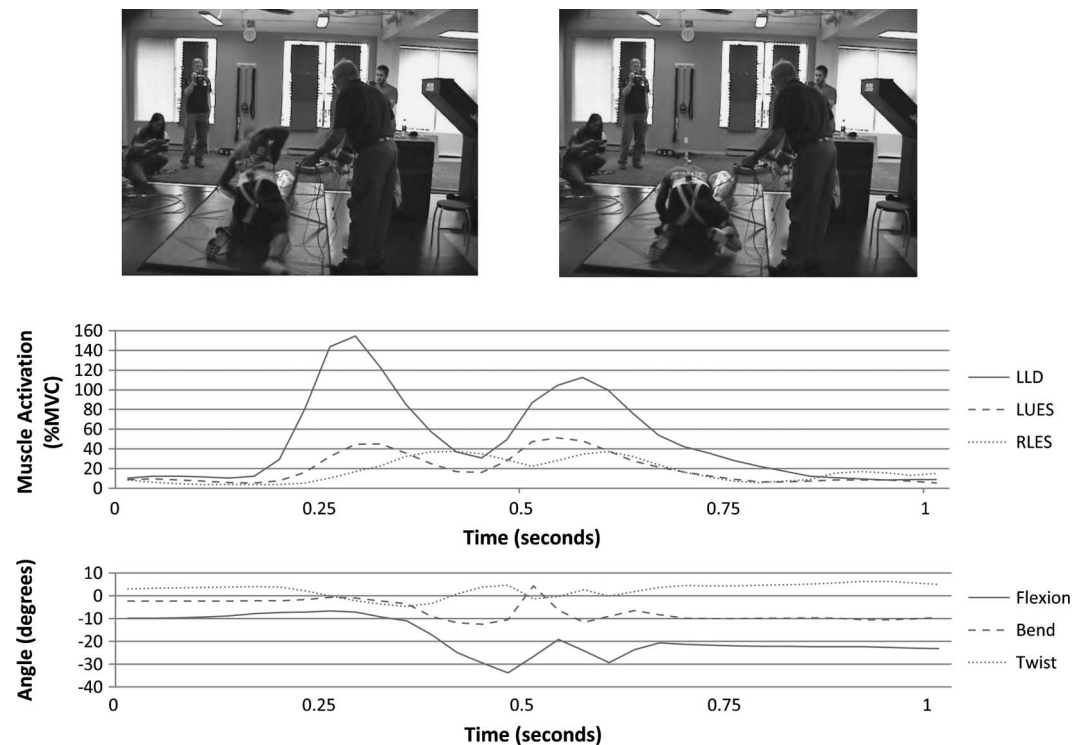 Muscle Activation
(%MVC)
160
140
120
100
80
60
40
20
0
0
0.25
0.5
0.75
1
Time (seconds)
LLD
LUES
RLES
Angle (degrees)
10
0
-10
-20
-30
-40
0
0.25
0.5
0.75
1
Time (seconds)
Flexion
Bend
Twist